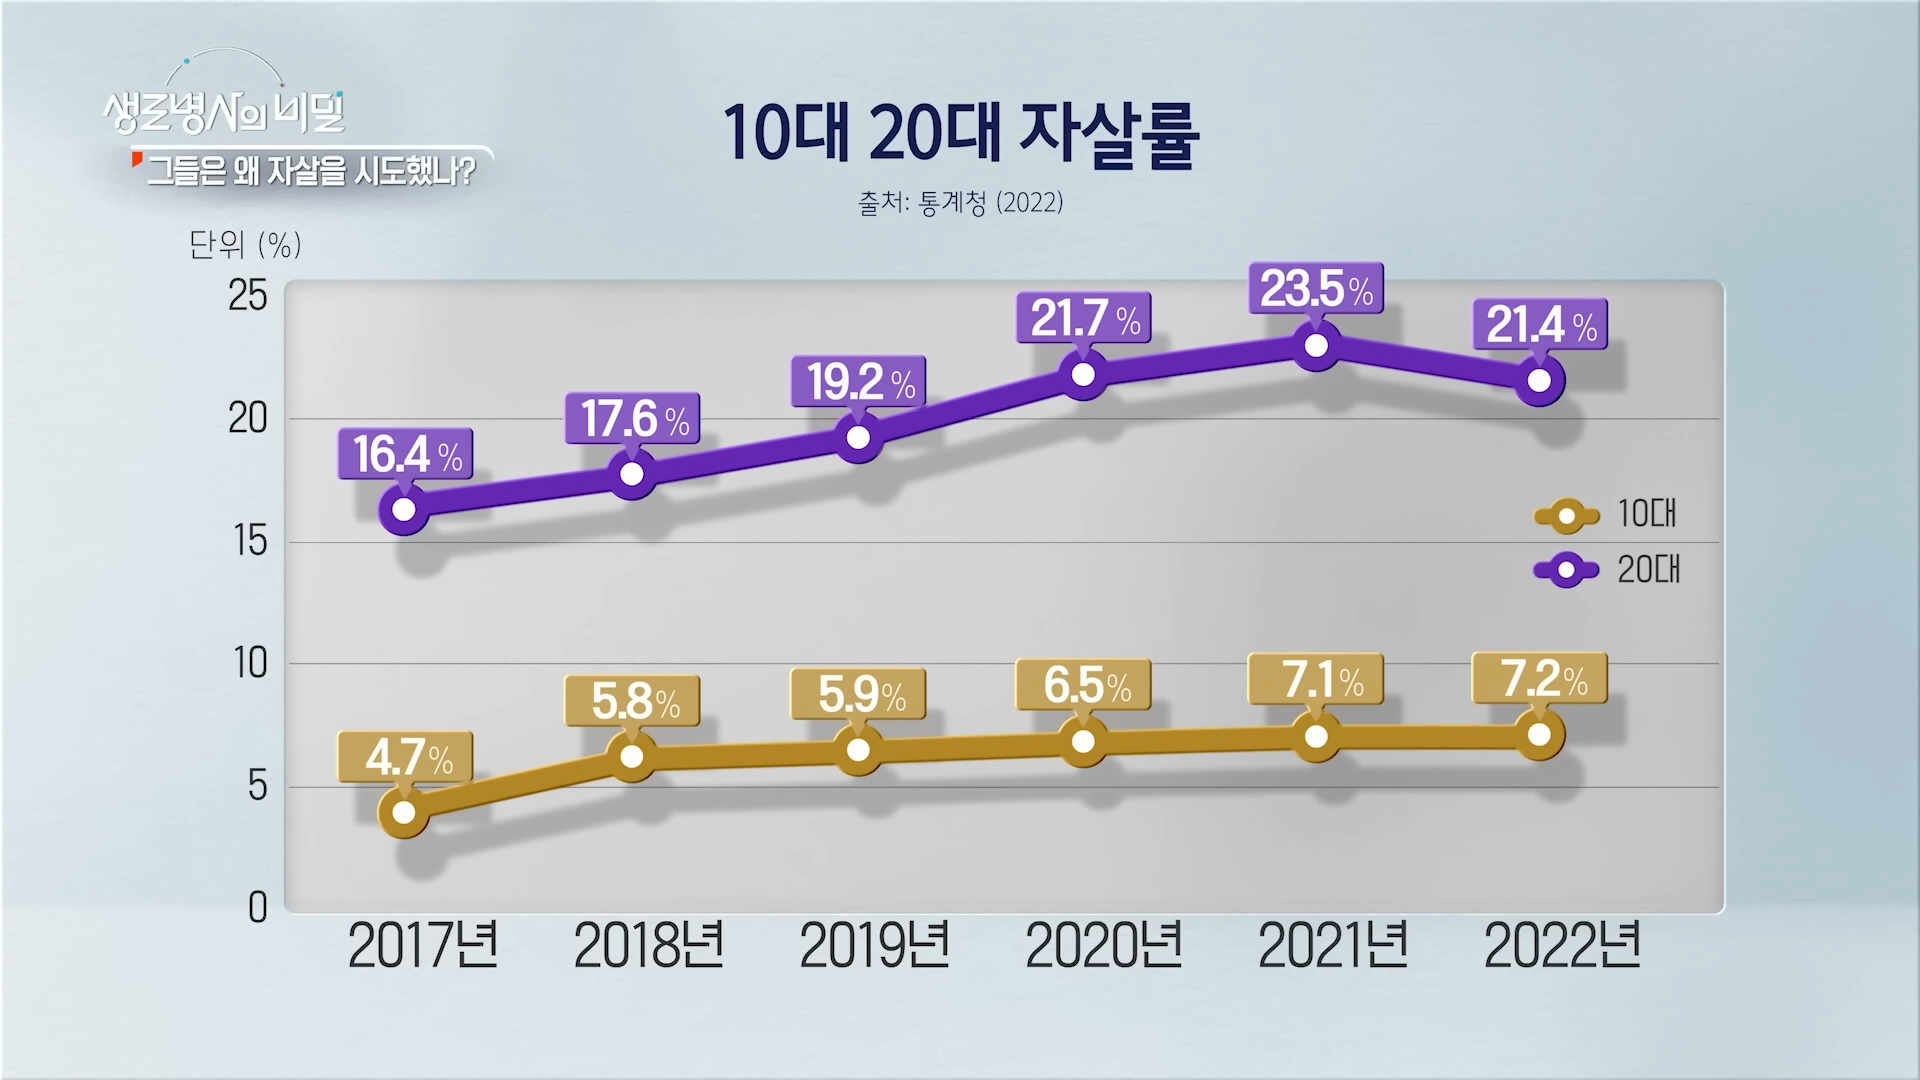 생로병사의 비밀
그들은 왜 자살을 시도했나?
10대 20대 자살률
출처: 통계청 (2022)
단위 (%)
25
20
15
10
5
0
16.4 %
17.6 %
19.2 %
21.7 %
23.5 %
21.4 %
10대
20대
4.7 %
5.8 %
5.9 %
6.5 %
7.1 %
7.2 %
2017년 2018년 2019년 2020년 2021년 2022년